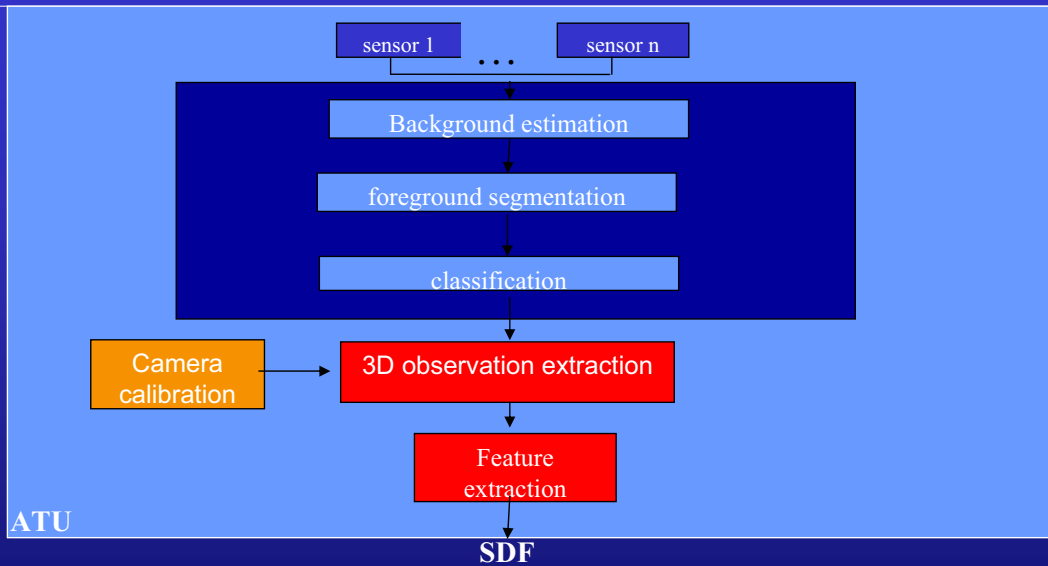 sensor 1 ... sensor n
Background estimation
foreground segmentation
classification
Camera
calibration
3D observation extraction
Feature
extraction
ATU
SDF